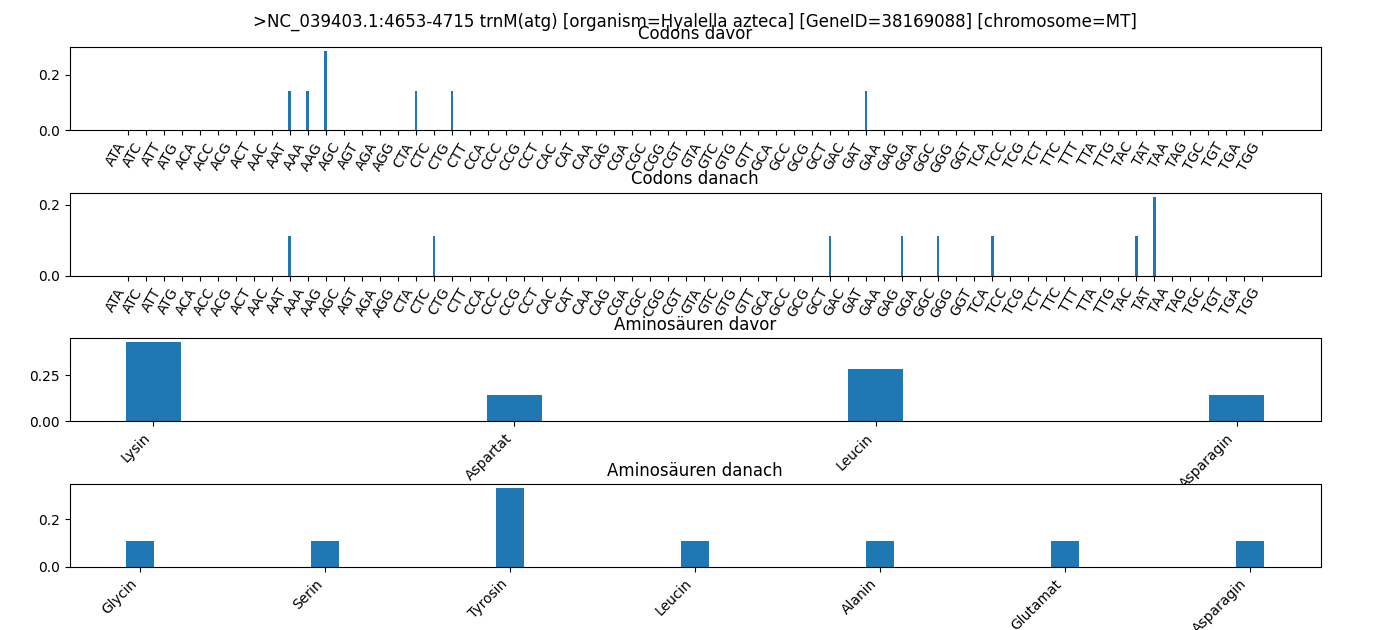 >NC_039403.1:4653-4715 trnM(atg) [organism=Hyalella azteca] [GeneID=38169088] [chromosome=MT]
Codons davor
0.2
0.0
ATA ATC ATT ATG ACA ACC ACG ACT AAC AAT AAA AAG AGC AGT AGA AGG CTA CTC CTG CTT CCA CCC CCG CCT CAC CAT CAA CAG CGA CGC CGG CGT GTA GTC GTG GTT GCA GCC GCG GCT GAC GAT GAA GAG GGA GGC GGG GGT TCA TCC TCG TCT TTC TTT TTA TTG TAC TAT TAA TAG TGC TGT TGA TGG
Codons danach
0.2
0.0
ATA ATC ATT ATG ACA ACC ACG ACT AAC AAT AAA AAG AGC AGT AGA AGG CTA CTC CTG CTT CCA CCC CCG CCT CAC CAT CAA CAG CGA CGC CGG CGT GTA GTC GTG GTT GCA GCC GCG GCT GAC GAT GAA GAG GGA GGC GGG GGT TCA TCC TCG TCT TTC TTT TTA TTG TAC TAT TAA TAG TGC TGT TGA TGG
Aminosäuren davor
0.25
0.00
Lysin Aspartat Leucin Asparagin
Aminosäuren danach
0.2
0.0
Glycin Serin Tyrosin Leucin Alanin Glutamat Asparagin